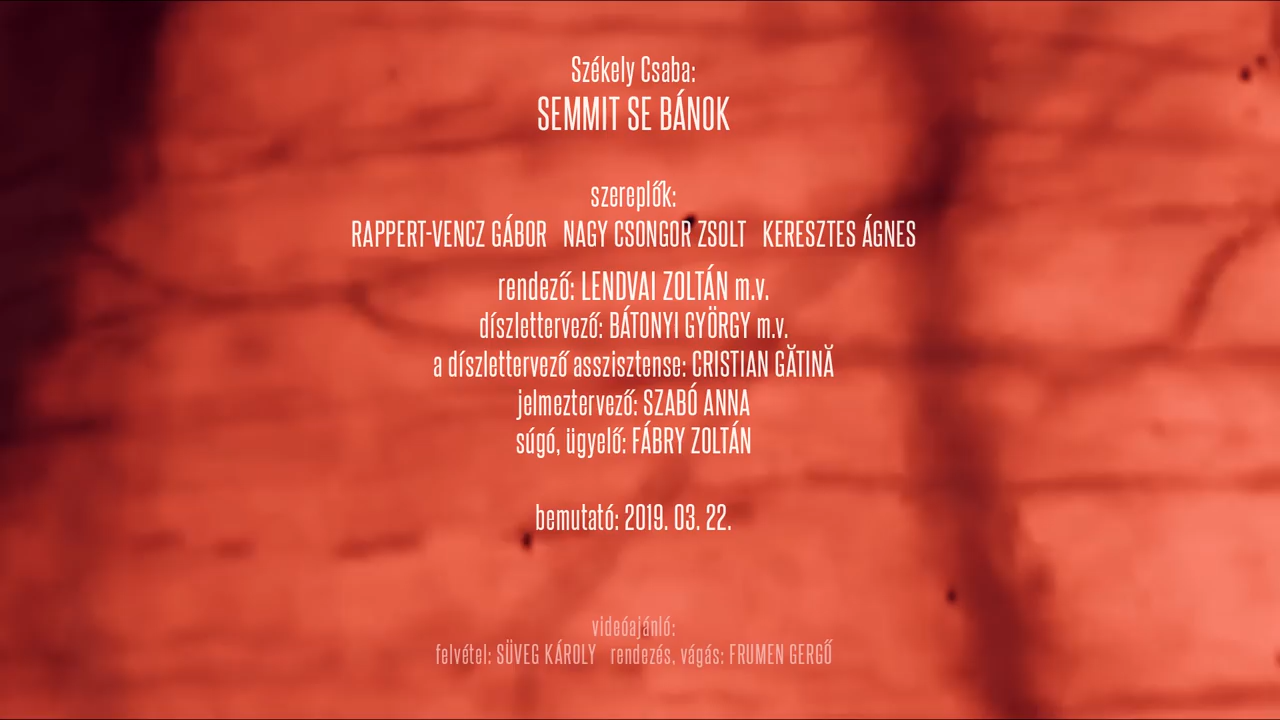 Székely Csaba:
SEMMIT SE BÁNOK
szereplők:
RAPPERT-VENCZ GÁBOR NAGY CSONGOR ZSOLT KERESZTES ÁGNES
rendező: LENDVAI ZOLTÁN m.v.
díszlettervező: BÁTONYI GYÖRGY m.v.
a díszlettervező asszisztense: CRISTIAN GĂTINĂ
jelmeztervező: SZABÓ ANNA
súgó, ügyelő: FÁBRY ZOLTÁN
bemutató: 2019. 03. 22.
videóajánló:
felvétel: SÜVEG KÁROLY rendezés, vágás: FRUMEN GERGŐ